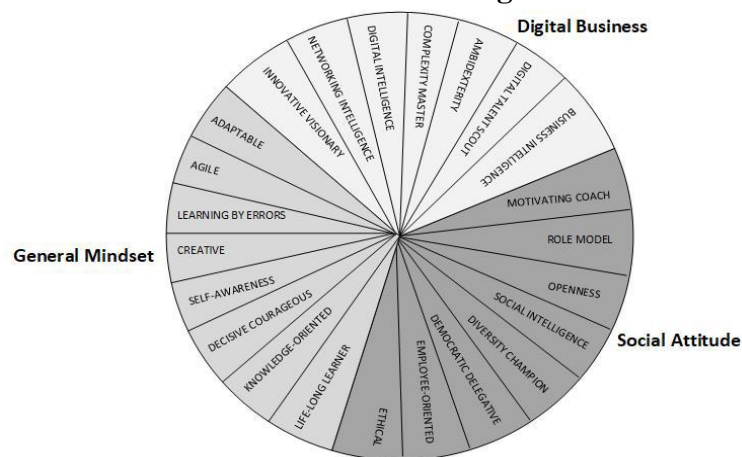 Digital Business
INNOVATIVE VISIONARY
NETWORKING INTELLIGENCE
DIGITAL INTELLIGENCE
COMPLEXITY MASTER
AMBIDEXTERITY
DIGITAL TALENT SCOUT
BUSINESS INTELLIGENCE
MOTIVATING COACH
ROLE MODEL
OPENNESS
SOCIAL INTELLIGENCE
DIVERSITY CHAMPION
DEMOCRATIC DELEGATIVE
EMPLOYEE-ORIENTED
ETHICAL
Social Attitude
LIFE-LONG LEARNER
KNOWLEDGE-ORIENTED
DECISIVE COURAGEOUS
SELF-AWARENESS
CREATIVE
LEARNING BY ERRORS
AGILE
ADAPTABLE
General Mindset